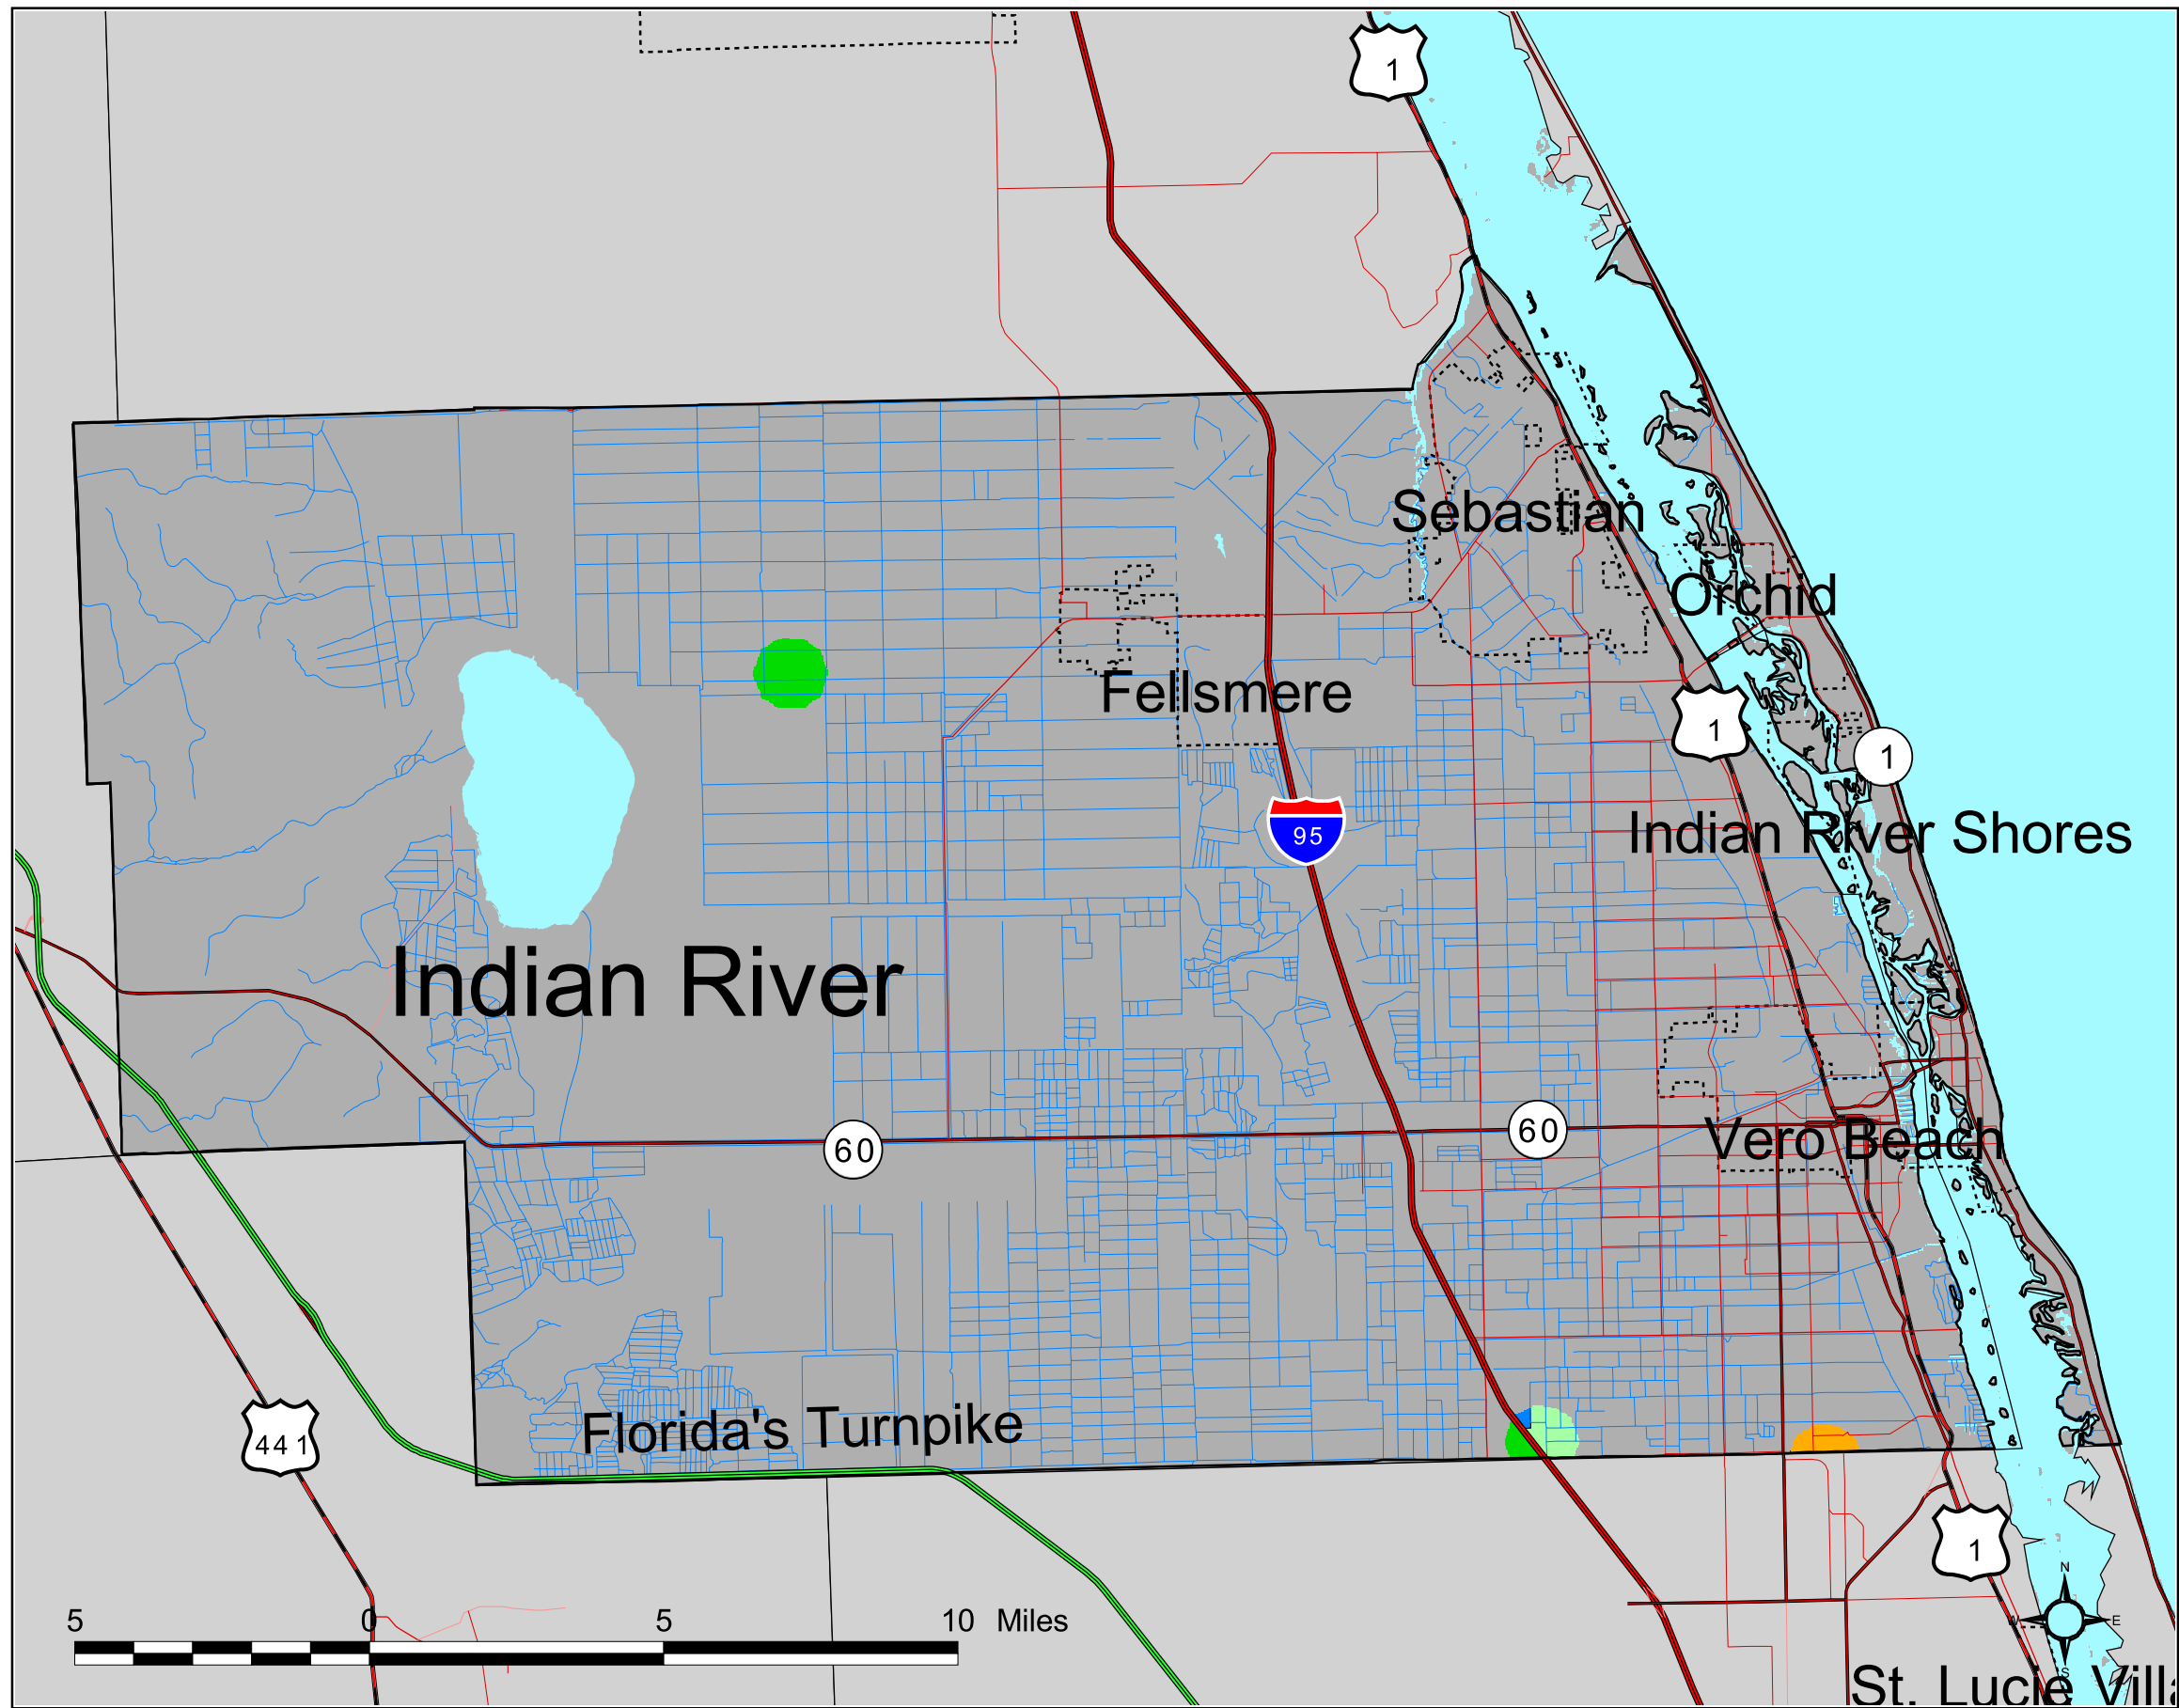 1
Sebastian
Orchid
Fellsmere
1
1
95
Indian River Shores
Indian River
60
60
Vero Beach
Florida's Turnpike
441
1
N
W
E
S
5 0 5 10 Miles
St. Lucie Villa